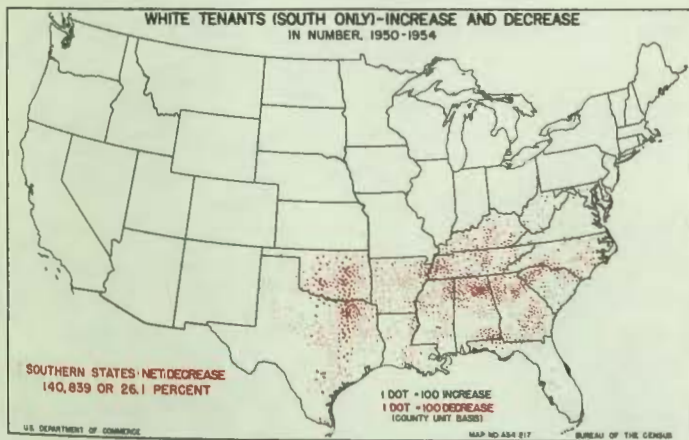 WHITE TENANTS (SOUTH ONLY)-INCREASE AND DECREASE
IN NUMBER, 1950-1954
SOUTHERN STATES: NET DECREASE
140,839 OR 26.1 PERCENT
1 DOT = 100 INCREASE
1 DOT = 100 DECREASE
(COUNTY UNIT BASIS)
U.S. DEPARTMENT OF COMMERCE
MAP NO. A54-217
BUREAU OF THE CENSUS